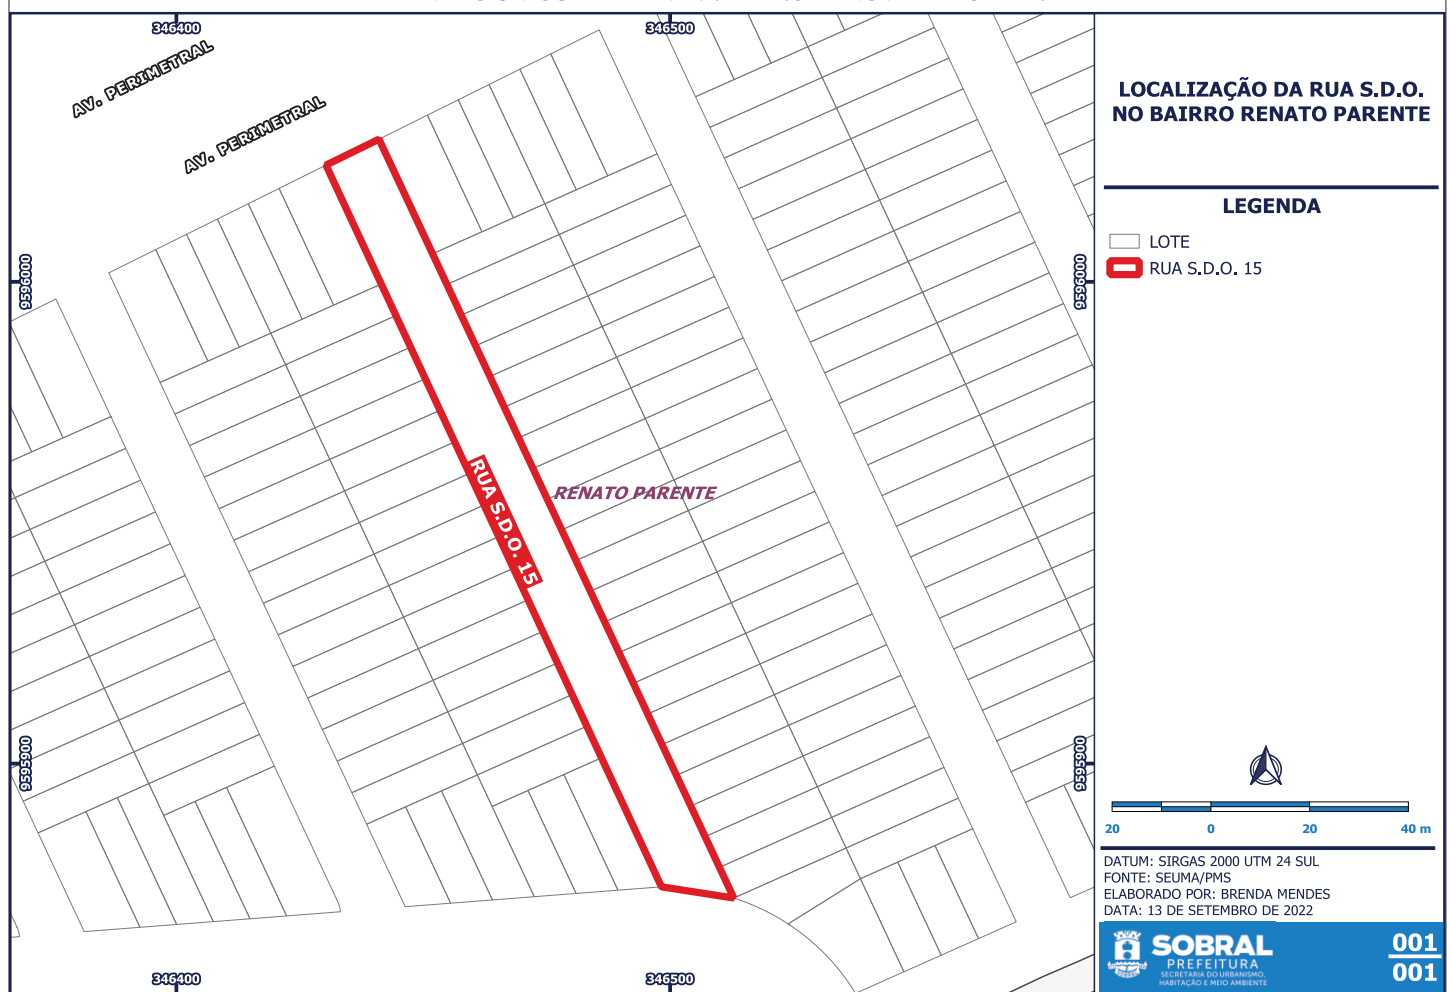 346400
346500
AV. PERIMETRAL
AV. PERIMETRAL
9596000
9596000
RUA S.D.O. 15
RENATO PARENTE
9595900
9595900
346400
346500
LOCALIZAÇÃO DA RUA S.D.O.
NO BAIRRO RENATO PARENTE
LEGENDA
LOTE
RUA S.D.O. 15
20 0 20 40 m
DATUM: SIRGAS 2000 UTM 24 SUL
FONTE: SEUMA/PMS
ELABORADO POR: BRENDA MENDES
DATA: 13 DE SETEMBRO DE 2022
SOBRAL
PREFEITURA
SECRETARIA DO URBANISMO,
HABITAÇÃO E MEIO AMBIENTE
001
001